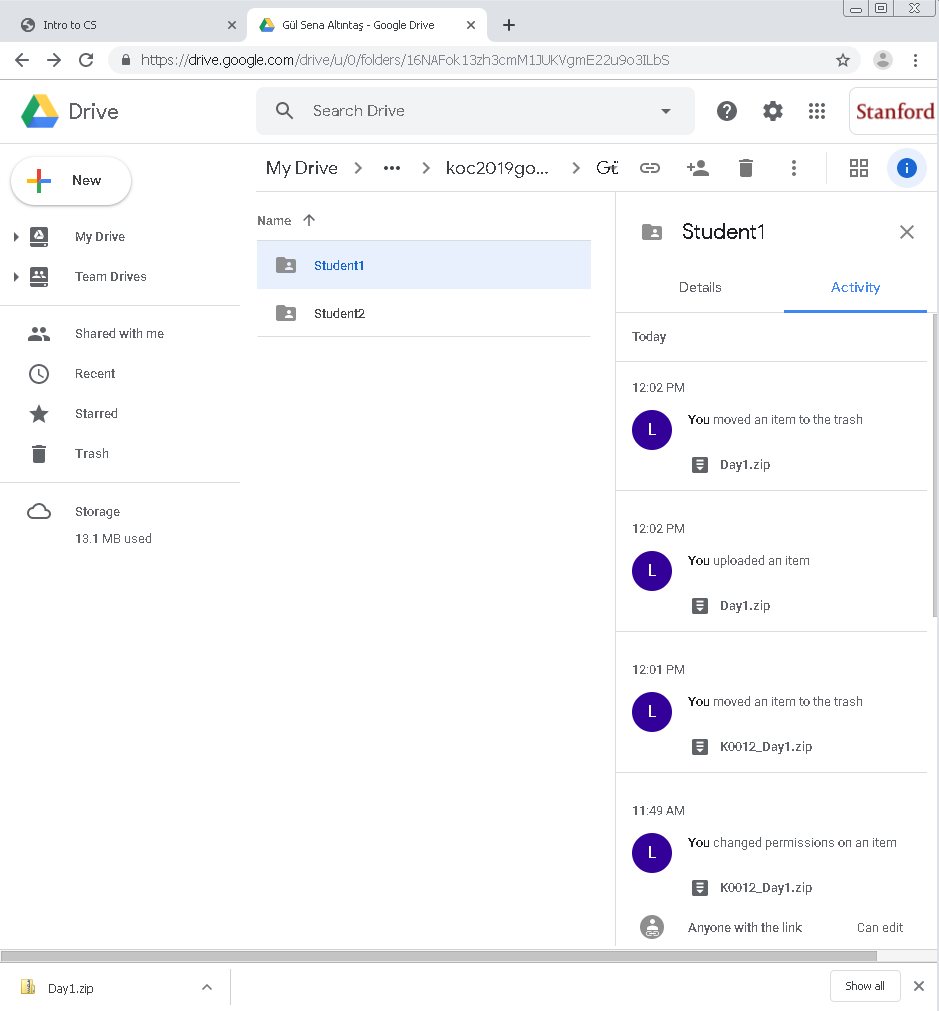 Intro to CS
Gül Sena Altıntaş - Google Drive
https://drive.google.com/drive/u/0/folders/16NAFok13zh3cmM1JUKVgmE22u9o3ILbS
Drive
Search Drive
Stanford
New
My Drive > ... > koc2019go... > Gü
My Drive
Team Drives
Shared with me
Recent
Starred
Trash
Storage
13.1 MB used
Name
Student1
Student2
Student1
Details Activity
Today
12:02 PM
You moved an item to the trash
Day1.zip
12:02 PM
You uploaded an item
Day1.zip
12:01 PM
You moved an item to the trash
K0012_Day1.zip
11:49 AM
You changed permissions on an item
K0012_Day1.zip
Anyone with the link Can edit
Day1.zip
Show all